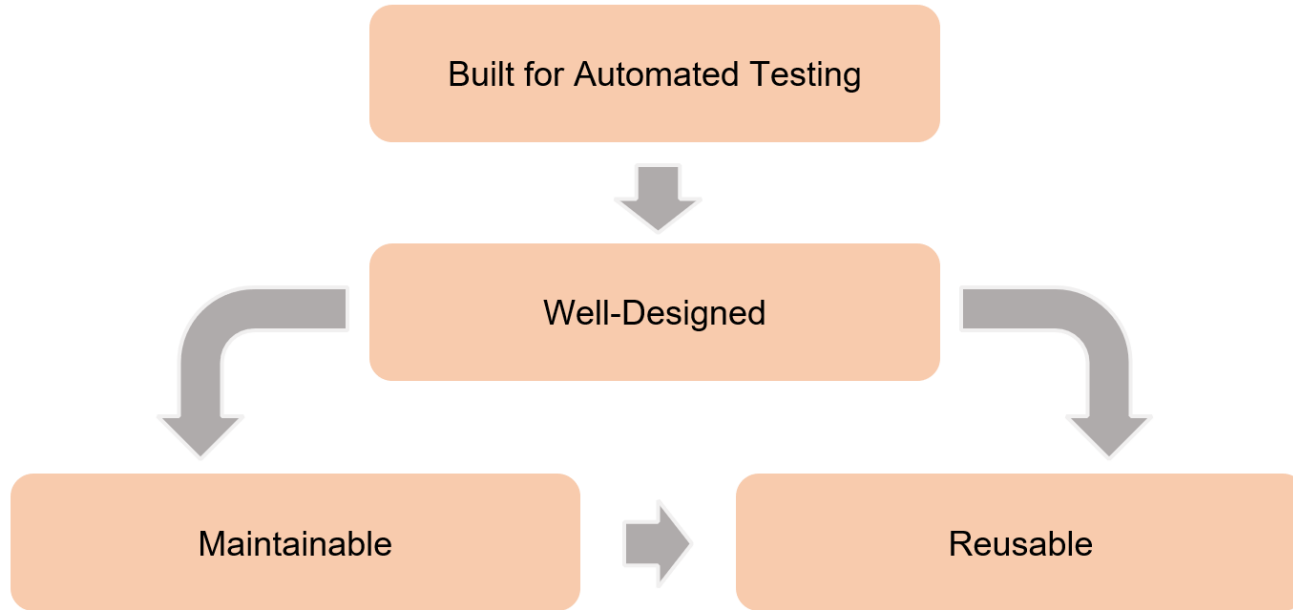 Built for Automated Testing
Well-Designed
Maintainable
Reusable